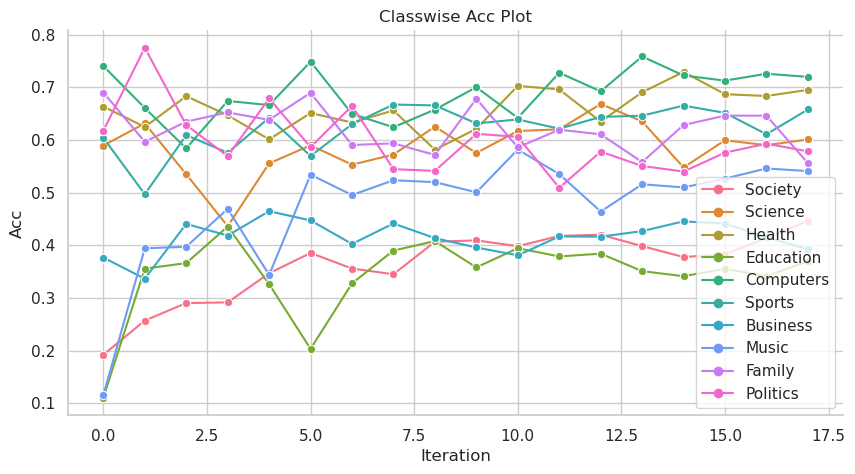 Classwise Acc Plot
0.8
0.7
0.6
0.5
0.4
0.3
0.2
0.1
Acc
Society
Science
Health
Education
Computers
Sports
Business
Music
Family
Politics
0.0 2.5 5.0 7.5 10.0 12.5 15.0 17.5
Iteration